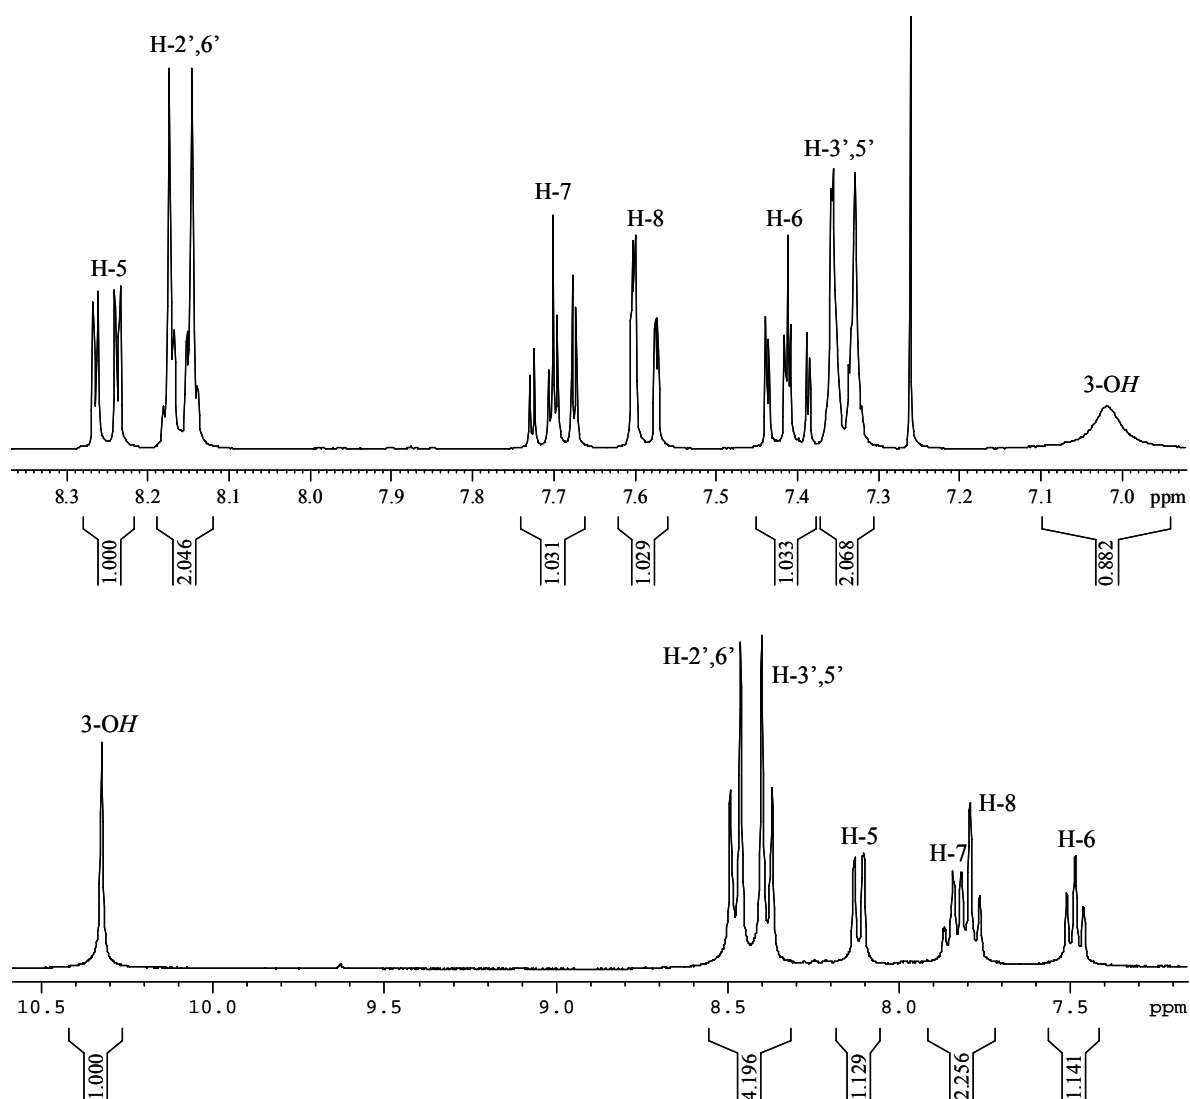 H-2’,6’
H-3’,5’
H-7
H-8
H-6
H-5
3-OH
8.3 8.2 8.1 8.0 7.9 7.8 7.7 7.6 7.5 7.4 7.3 7.2 7.1 7.0 ppm
1.000 2.046 1.031 1.029 1.033 2.068 0.882
H-2’,6’
H-3’,5’
3-OH
H-8
H-5
H-7
H-6
10.5 10.0 9.5 9.0 8.5 8.0 7.5 ppm
1.000 4.196 1.129 2.256 1.141